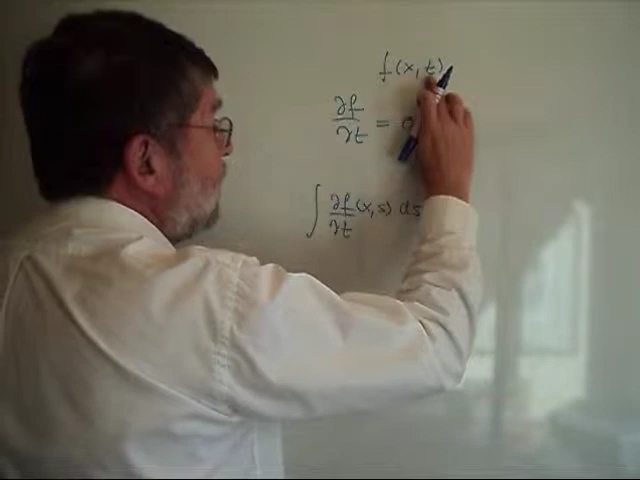 f(x,t)
∂f/∂t = 0
∫ ∂f/∂t (x,s) ds